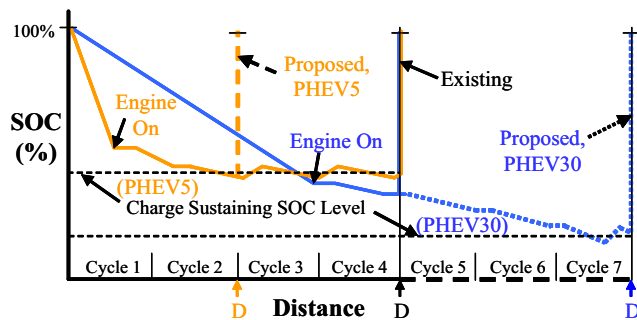 100%
Proposed,
PHEV5
Existing
Engine
On
SOC
(%)
Engine On
Proposed,
PHEV30
(PHEV5)
Charge Sustaining SOC Level
(PHEV30)
Cycle 1
Cycle 2
Cycle 3
Cycle 4
Cycle 5
Cycle 6
Cycle 7
Distance
D
D
D